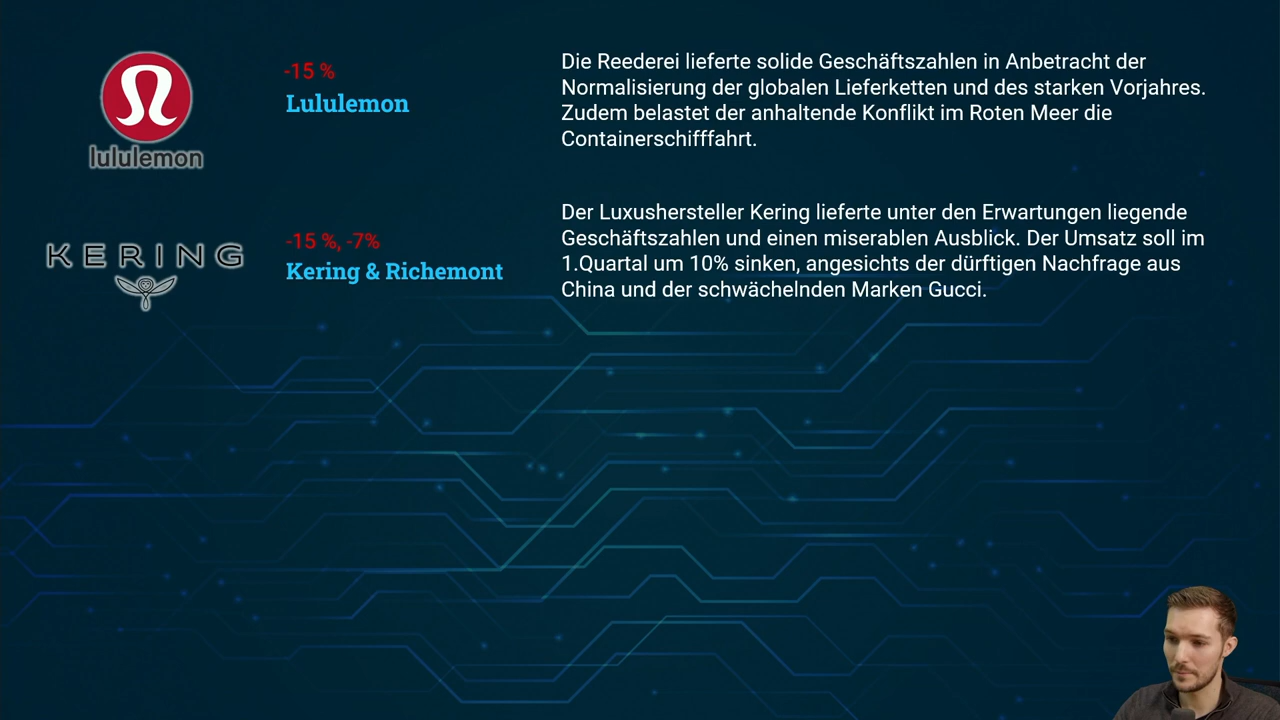 -15 %
Lululemon
lululemon
Die Reederei lieferte solide Geschäftszahlen in Anbetracht der
Normalisierung der globalen Lieferketten und des starken Vorjahres.
Zudem belastet der anhaltende Konflikt im Roten Meer die
Containerschifffahrt.
KERING
-15 %, -7%
Kering & Richemont
Der Luxushersteller Kering lieferte unter den Erwartungen liegende
Geschäftszahlen und einen miserablen Ausblick. Der Umsatz soll im
1.Quartal um 10% sinken, angesichts der dürftigen Nachfrage aus
China und der schwächelnden Marken Gucci.